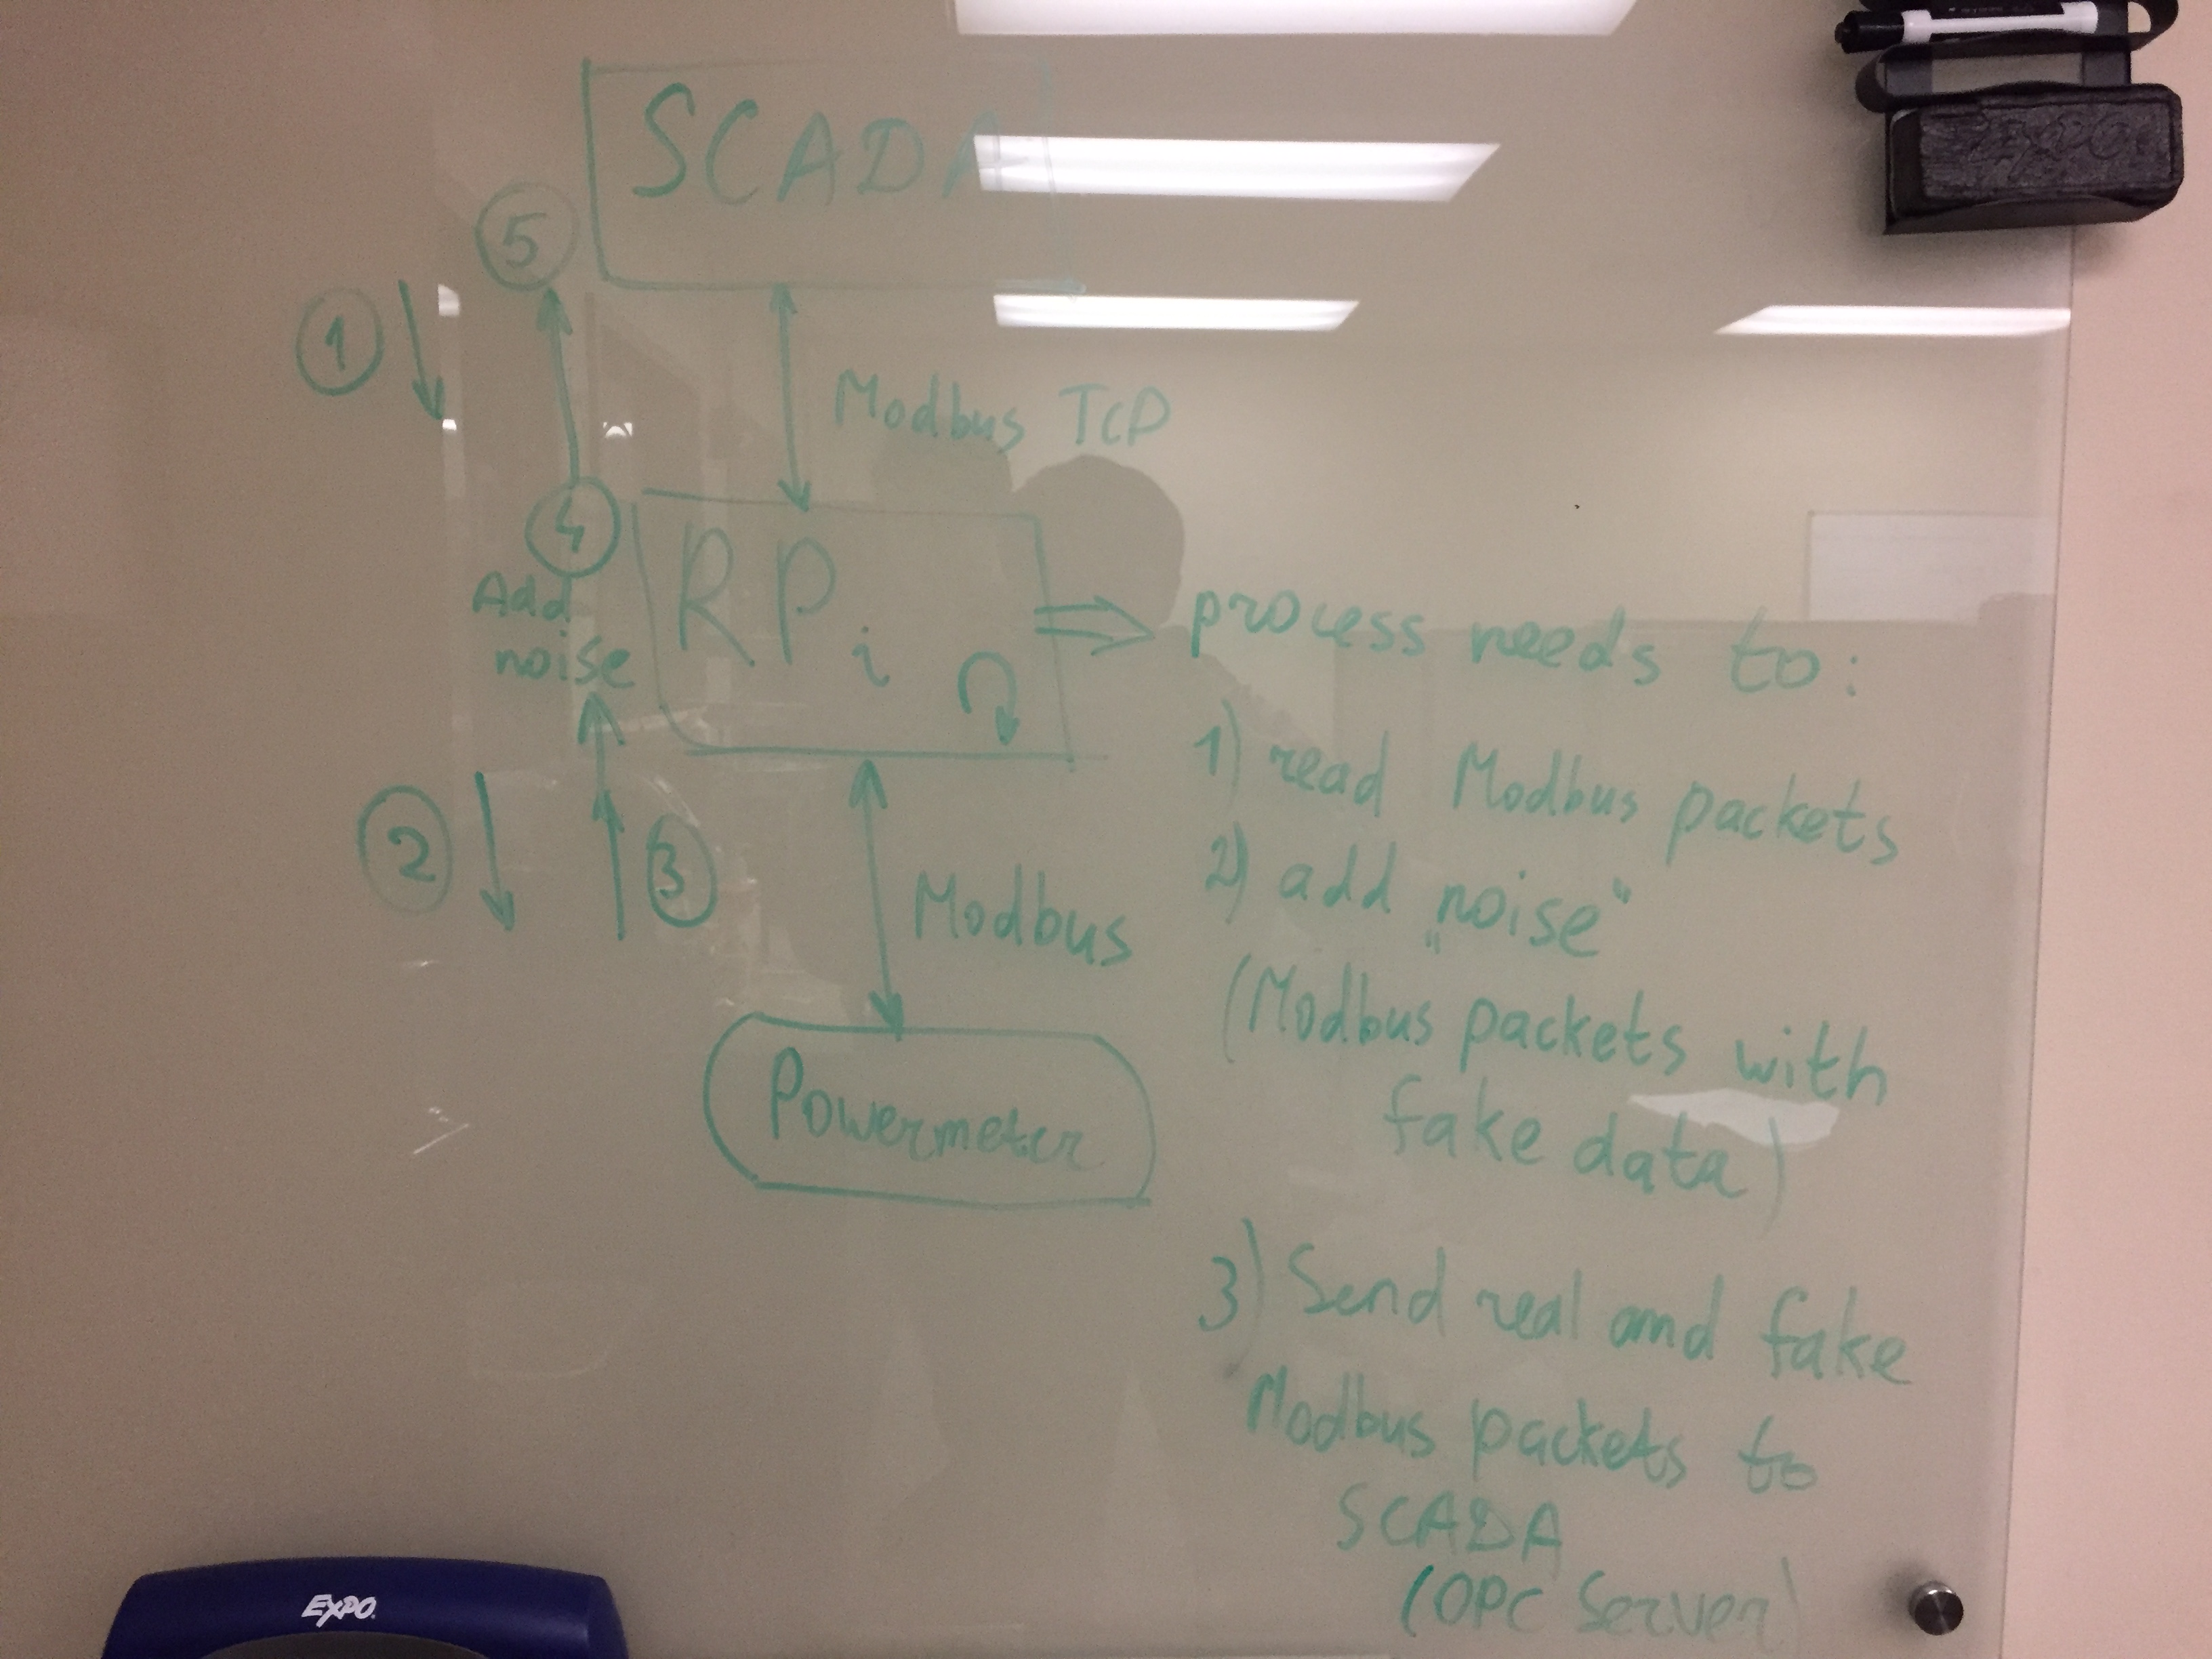 SCADA
5
1
Modbus TCP
4
Add
noise
RPi
process needs to:
1) read Modbus packets
2) add „noise“
(Modbus packets with
fake data)
3) Send real and fake
Modbus packets to
SCADA
(OPC Server)
2
3
Modbus
Powermeter
EXPO
EXPO